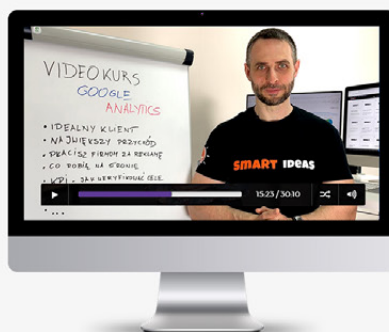 VIDEOKURS
GOOGLE
ANALYTICS
• IDEALNY KLIENT
• NAJWIĘKSZY PRZYCHÓD
• PŁACISZ FIRMOM ZA REKLAMĘ
• CO ROBIĄ NA STRONIE
• KPI - JAK WERYFIKOWAĆ CELE
• ...
SMART IDEAS
15:23 / 30:10